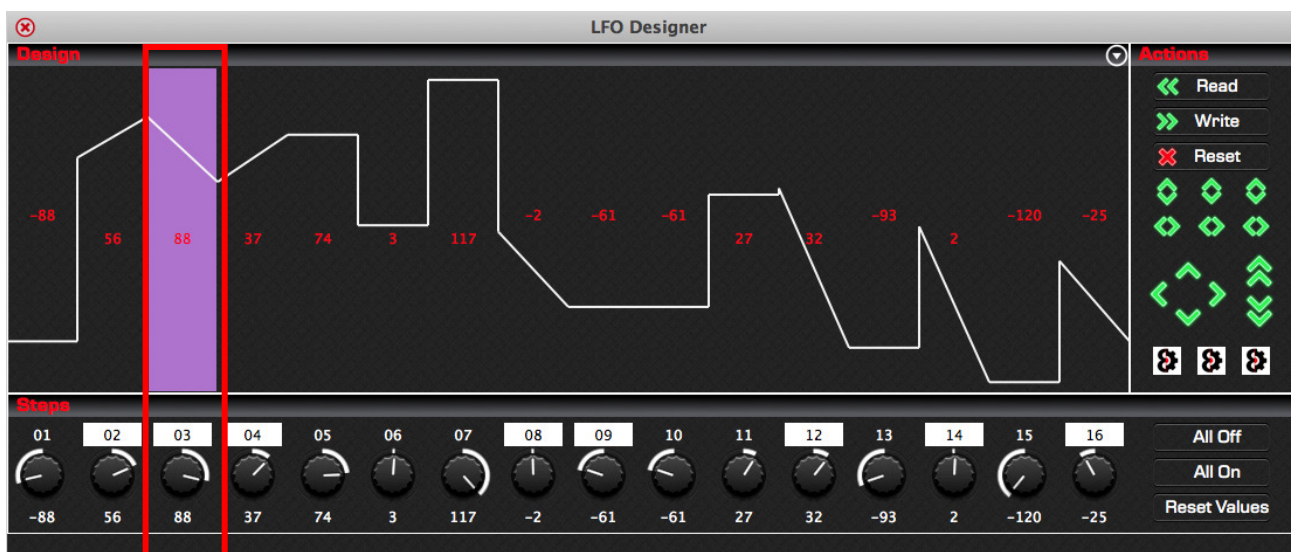 LFO Designer
Design
Actions
Read
Write
Reset
-88 -2 -61 -61 -93 -120 -25
56 88 37 74 3 117 27 32 2
Steps
01 02 03 04 05 06 07 08 09 10 11 12 13 14 15 16
-88 56 88 37 74 3 117 -2 -61 -61 27 32 -93 2 -120 -25
All Off
All On
Reset Values